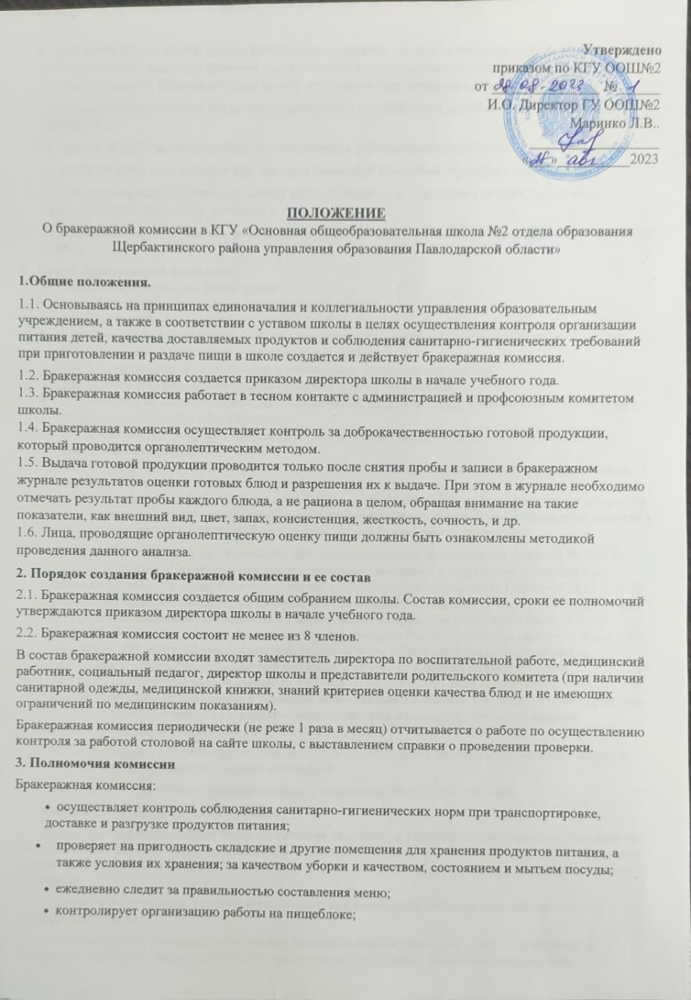 Утверждено
приказом по КГУ ООШ№2
от 28.08.2023 № 1
И.О. Директор ГУ ООШ№2
Маринко Л.В..
«28» авг 2023
ПОЛОЖЕНИЕ
О бракеражной комиссии в КГУ «Основная общеобразовательная школа №2 отдела образования
Щербактинского района управления образования Павлодарской области»
1.Общие положения.
1.1. Основываясь на принципах единоначалия и коллегиальности управления образовательным
учреждением, а также в соответствии с уставом школы в целях осуществления контроля организации
питания детей, качества доставляемых продуктов и соблюдения санитарно-гигиенических требований
при приготовлении и раздаче пищи в школе создается и действует бракеражная комиссия.
1.2. Бракеражная комиссия создается приказом директора школы в начале учебного года.
1.3. Бракеражная комиссия работает в тесном контакте с администрацией и профсоюзным комитетом
школы.
1.4. Бракеражная комиссия осуществляет контроль за доброкачественностью готовой продукции,
который проводится органолептическим методом.
1.5. Выдача готовой продукции проводится только после снятия пробы и записи в бракеражном
журнале результатов оценки готовых блюд и разрешения их к выдаче. При этом в журнале необходимо
отмечать результат пробы каждого блюда, а не рациона в целом, обращая внимание на такие
показатели, как внешний вид, цвет, запах, консистенция, жесткость, сочность, и др.
1.6. Лица, проводящие органолептическую оценку пищи должны быть ознакомлены методикой
проведения данного анализа.
2. Порядок создания бракеражной комиссии и ее состав
2.1. Бракеражная комиссия создается общим собранием школы. Состав комиссии, сроки ее полномочий
утверждаются приказом директора школы в начале учебного года.
2.2. Бракеражная комиссия состоит не менее из 8 членов.
В состав бракеражной комиссии входят заместитель директора по воспитательной работе, медицинский
работник, социальный педагог, директор школы и представители родительского комитета (при наличии
санитарной одежды, медицинской книжки, знаний критериев оценки качества блюд и не имеющих
ограничений по медицинским показаниям).
Бракеражная комиссия периодически (не реже 1 раза в месяц) отчитывается о работе по осуществлению
контроля за работой столовой на сайте школы, с выставлением справки о проведении проверки.
3. Полномочия комиссии
Бракеражная комиссия:
• осуществляет контроль соблюдения санитарно-гигиенических норм при транспортировке,
доставке и разгрузке продуктов питания;
• проверяет на пригодность складские и другие помещения для хранения продуктов питания, а
также условия их хранения; за качеством уборки и качеством, состоянием и мытьем посуды;
• ежедневно следит за правильностью составления меню;
• контролирует организацию работы на пищеблоке;